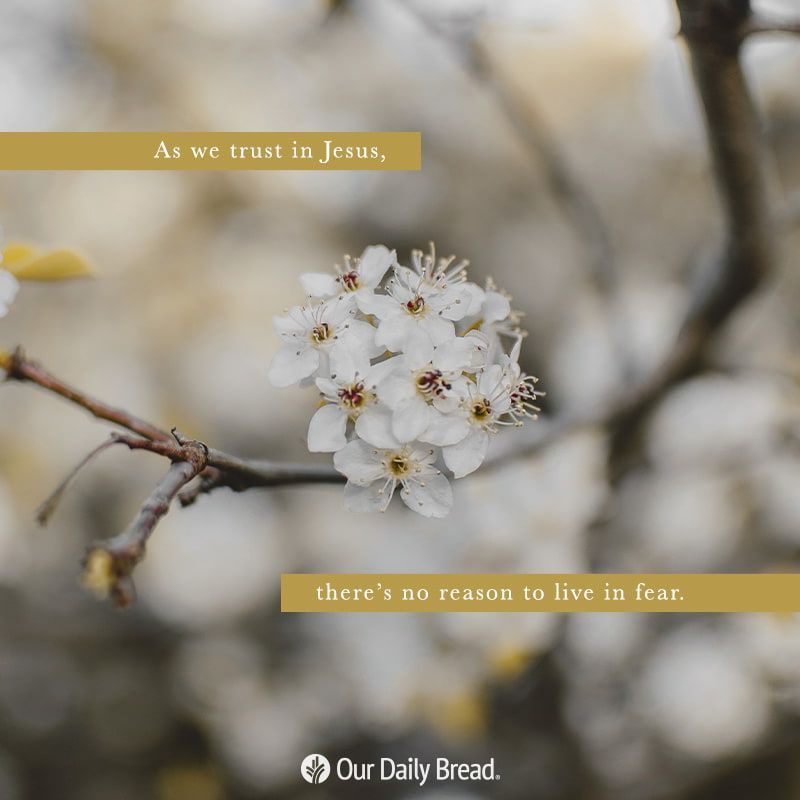 As we trust in Jesus,
there's no reason to live in fear.
Our Daily Bread®